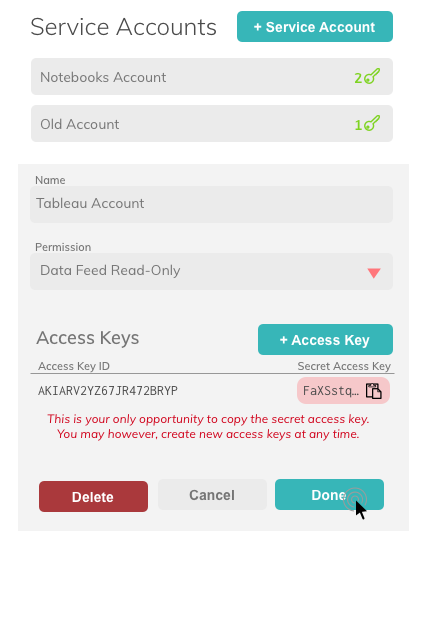 Service Accounts
+ Service Account
Notebooks Account
2
Old Account
1
Name
Tableau Account
Permission
Data Feed Read-Only
Access Keys
+ Access Key
Access Key ID
Secret Access Key
AKIARV2YZ67JR472BRYP
FaXSstq…
This is your only opportunity to copy the secret access key.
You may however, create new access keys at any time.
Delete
Cancel
Done